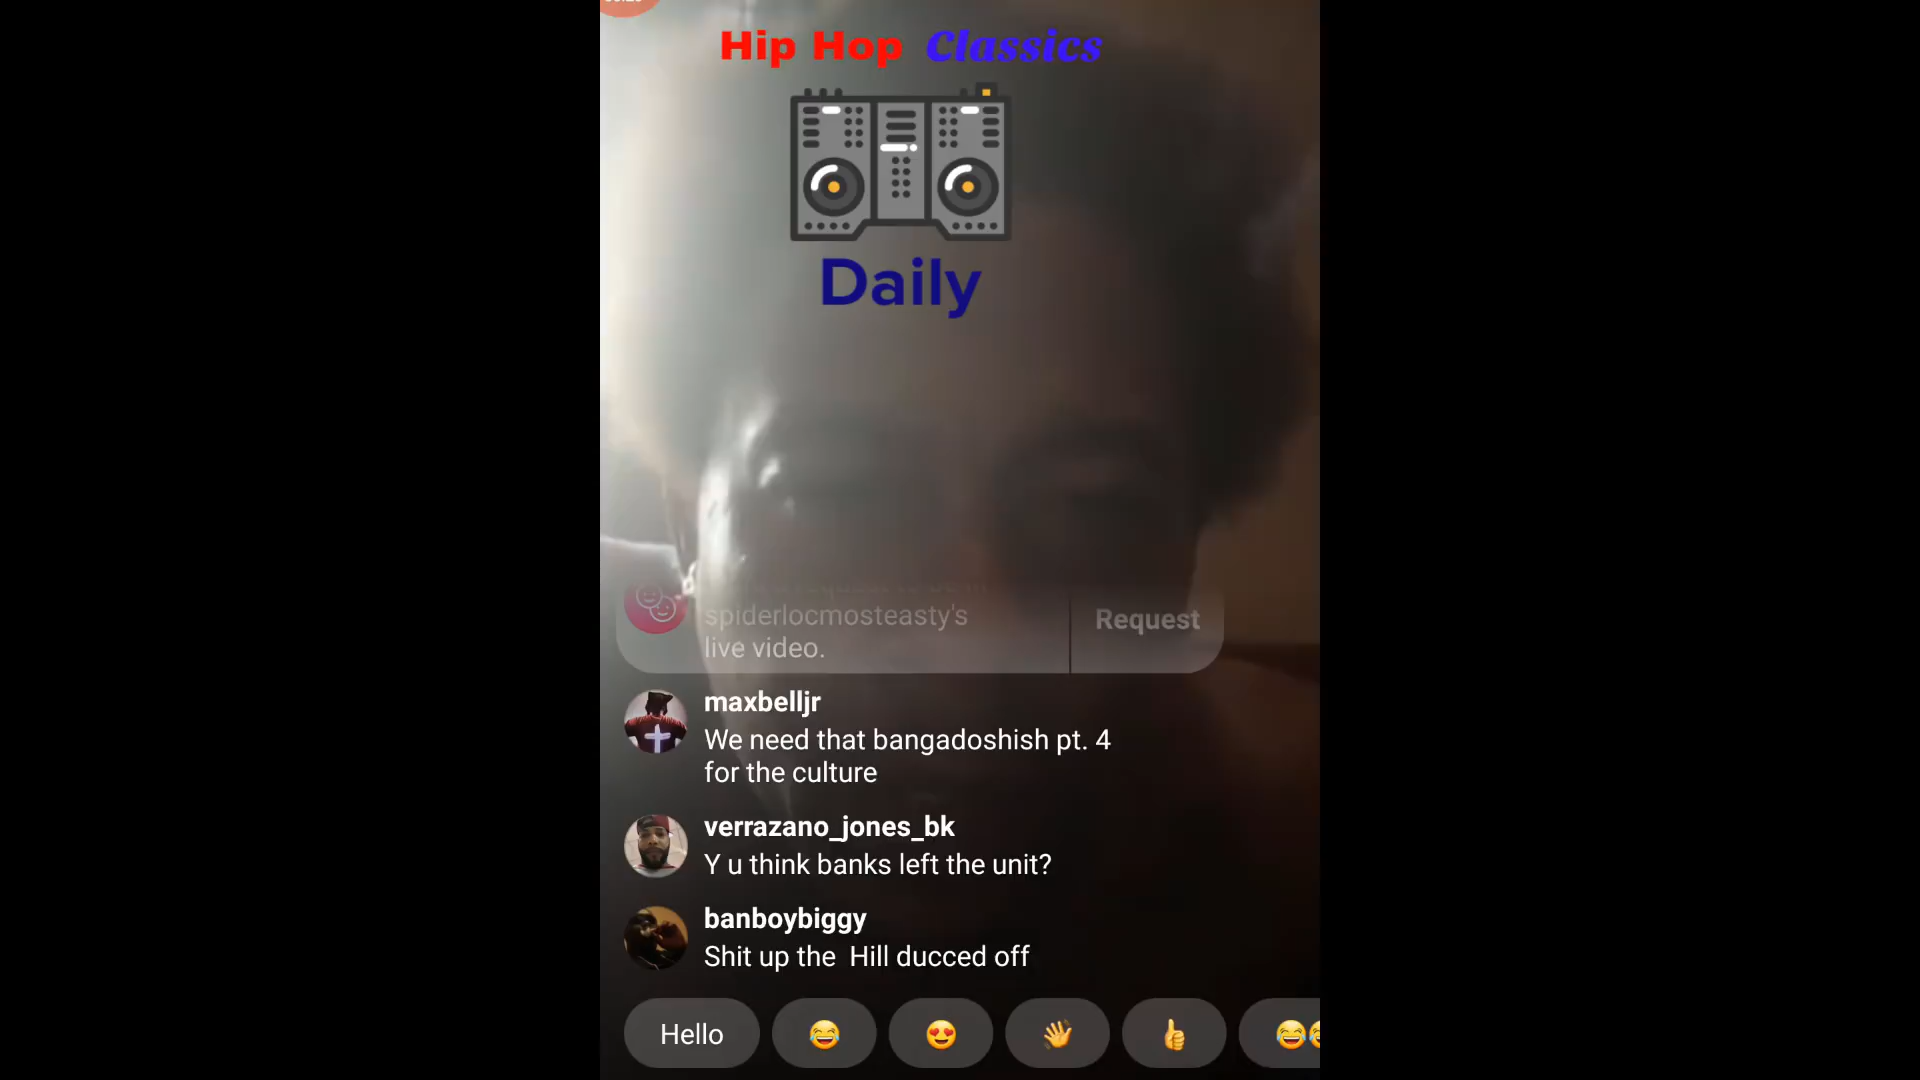 Hip Hop Classics
Daily
spiderlocmosteasty's
live video.
Request
maxbelljr
We need that bangadoshish pt. 4
for the culture
verrazano_jones_bk
Y u think banks left the unit?
banboybiggy
Shit up the  Hill ducced off
Hello